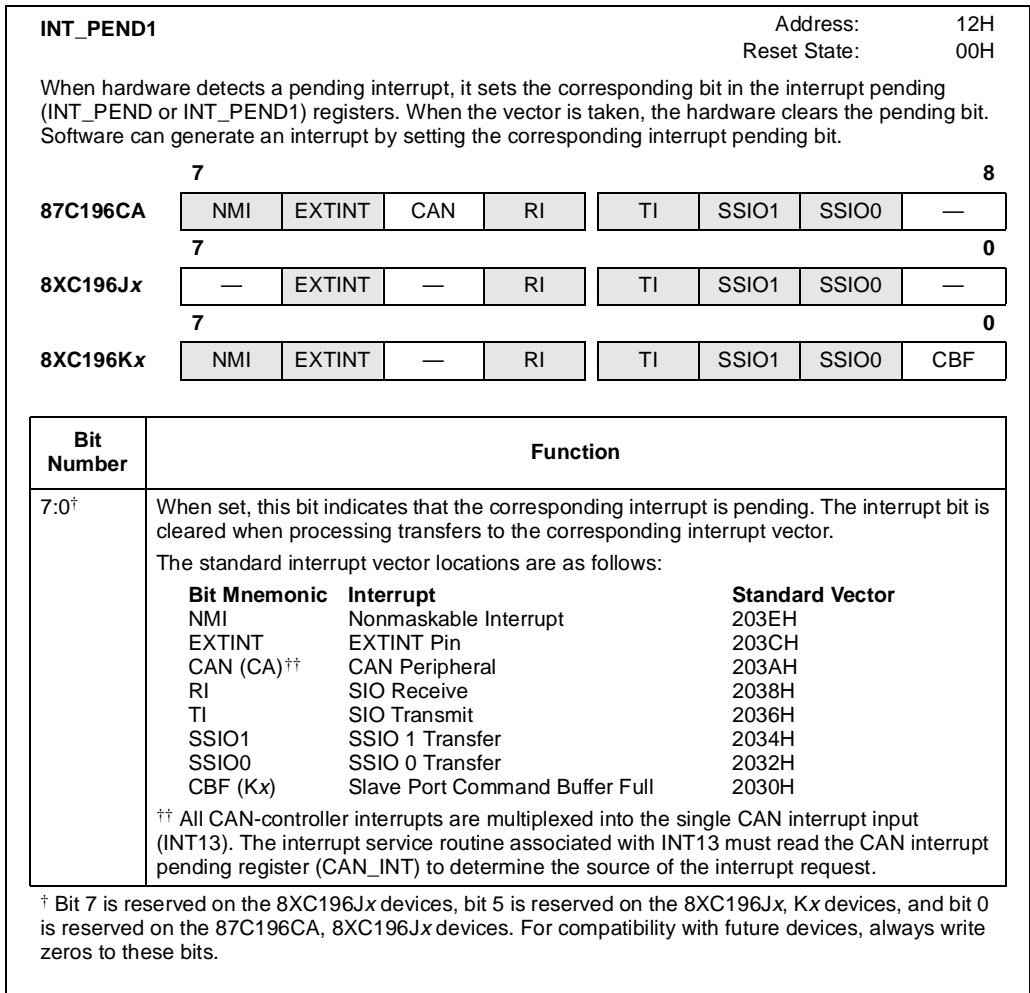 INT_PEND1 Address: 12H
Reset State: 00H
When hardware detects a pending interrupt, it sets the corresponding bit in the interrupt pending
(INT_PEND or INT_PEND1) registers. When the vector is taken, the hardware clears the pending bit.
Software can generate an interrupt by setting the corresponding interrupt pending bit.
7 8
87C196CA NMI EXTINT CAN RI TI SSIO1 SSIO0 —
7 0
8XC196Jx — EXTINT — RI TI SSIO1 SSIO0 —
7 0
8XC196Kx NMI EXTINT — RI TI SSIO1 SSIO0 CBF
Bit
Number
Function
7:0† When set, this bit indicates that the corresponding interrupt is pending. The interrupt bit is
cleared when processing transfers to the corresponding interrupt vector.
The standard interrupt vector locations are as follows:
Bit Mnemonic Interrupt Standard Vector
NMI Nonmaskable Interrupt 203EH
EXTINT EXTINT Pin 203CH
CAN (CA)†† CAN Peripheral 203AH
RI SIO Receive 2038H
TI SIO Transmit 2036H
SSIO1 SSIO 1 Transfer 2034H
SSIO0 SSIO 0 Transfer 2032H
CBF (Kx) Slave Port Command Buffer Full 2030H
†† All CAN-controller interrupts are multiplexed into the single CAN interrupt input
(INT13). The interrupt service routine associated with INT13 must read the CAN interrupt
pending register (CAN_INT) to determine the source of the interrupt request.
† Bit 7 is reserved on the 8XC196Jx devices, bit 5 is reserved on the 8XC196Jx, Kx devices, and bit 0
is reserved on the 87C196CA, 8XC196Jx devices. For compatibility with future devices, always write
zeros to these bits.